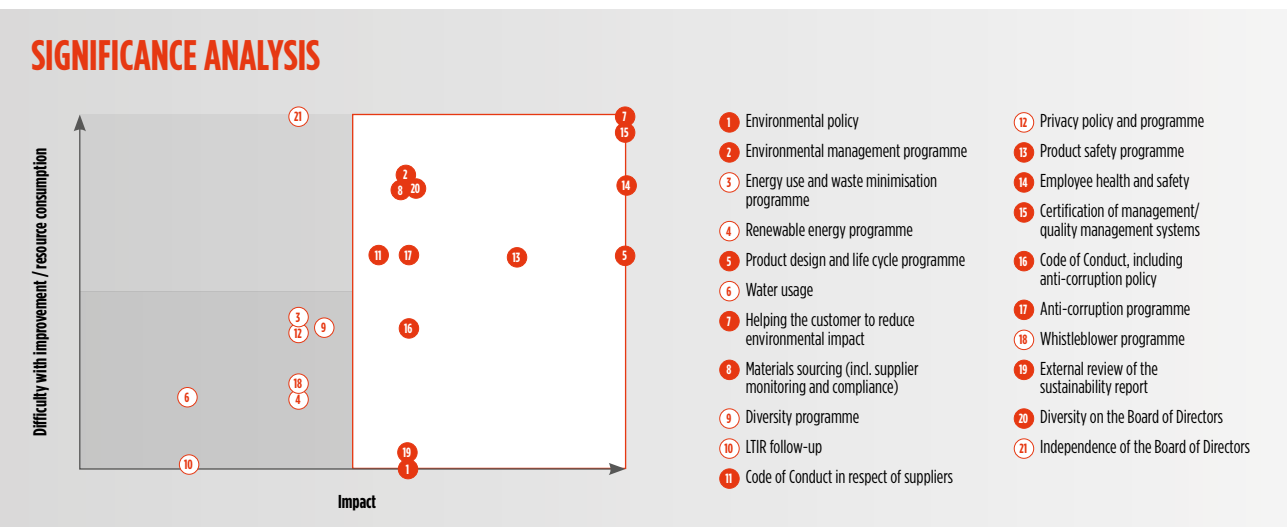 SIGNIFICANCE ANALYSIS
Difficulty with improvement / resource consumption
21
7
15
2
8 20
14
11 17
13
5
3
12
9
16
18
4
6
10
19
1
Impact
1 Environmental policy
2 Environmental management programme
3 Energy use and waste minimisation
programme
4 Renewable energy programme
5 Product design and life cycle programme
6 Water usage
7 Helping the customer to reduce
environmental impact
8 Materials sourcing (incl. supplier
monitoring and compliance)
9 Diversity programme
10 LTIR follow-up
11 Code of Conduct in respect of suppliers
12 Privacy policy and programme
13 Product safety programme
14 Employee health and safety
15 Certification of management/
quality management systems
16 Code of Conduct, including
anti-corruption policy
17 Anti-corruption programme
18 Whistleblower programme
19 External review of the
sustainability report
20 Diversity on the Board of Directors
21 Independence of the Board of Directors